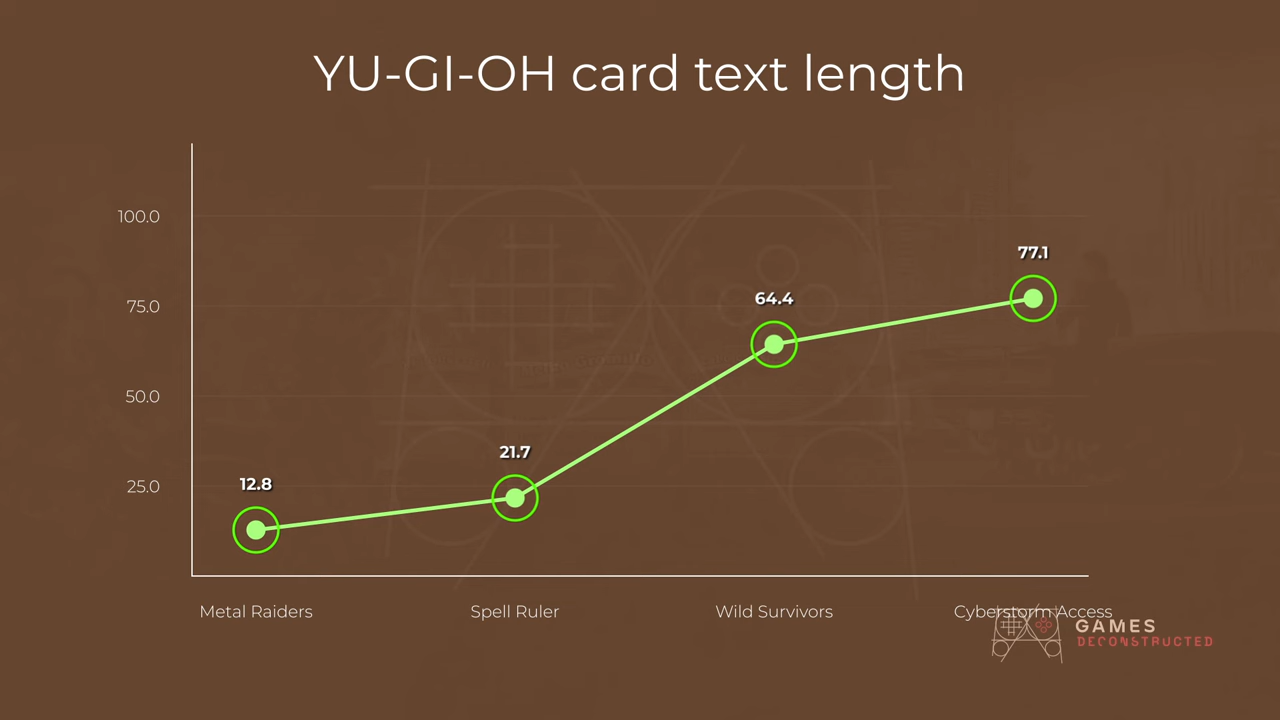 YU-GI-OH card text length
100.0
75.0
50.0
25.0
12.8
21.7
64.4
77.1
Metal Raiders
Spell Ruler
Wild Survivors
Cyberstorm Access
GAMES
DECONSTRUCTED